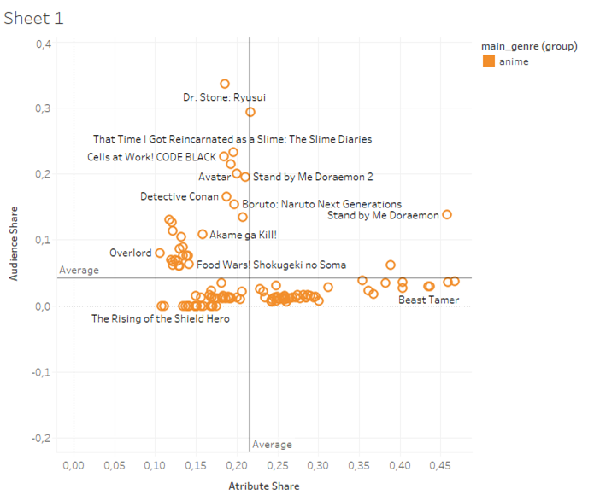 Sheet 1
main_genre (group)
anime
0,4
0,3
0,2
0,1
0,0
-0,1
-0,2
Audience Share
Dr. Stone: Ryusui
That Time I Got Reincarnated as a Slime: The Slime Diaries
Cells at Work! CODE BLACK
Avatar
Stand by Me Doraemon 2
Detective Conan
Boruto: Naruto Next Generations
Stand by Me Doraemon
Akame ga Kill!
Overlord
Food Wars! Shokugeki no Soma
Average
Beast Tamer
The Rising of the Shield Hero
Average
0,00 0,05 0,10 0,15 0,20 0,25 0,30 0,35 0,40 0,45
Atribute Share